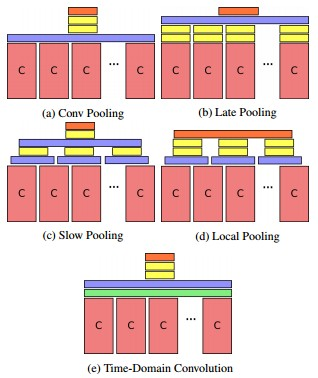 C C C ... C
C C C ... C
(a) Conv Pooling
(b) Late Pooling
C C C ... C
C C C ... C
(c) Slow Pooling
(d) Local Pooling
C C C ... C
(e) Time-Domain Convolution